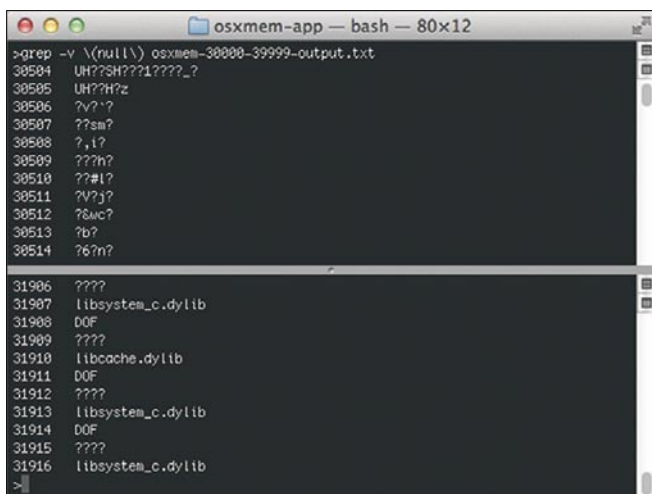 osxmem-app — bash — 80×12
>grep -v \(null\) osxmem-30000-39999-output.txt
30504 UH??SH???1????_?
30505 UH??H?z
30506 ?v?`?
30507 ??sm?
30508 ?,i?
30509 ???h?
30510 ??#l?
30511 ?V?j?
30512 ?&wc?
30513 ?b?
30514 ?6?n?
31906 ????
31907 libsystem_c.dylib
31908 DOF
31909 ????
31910 libcache.dylib
31911 DOF
31912 ????
31913 libsystem_c.dylib
31914 DOF
31915 ????
31916 libsystem_c.dylib
>